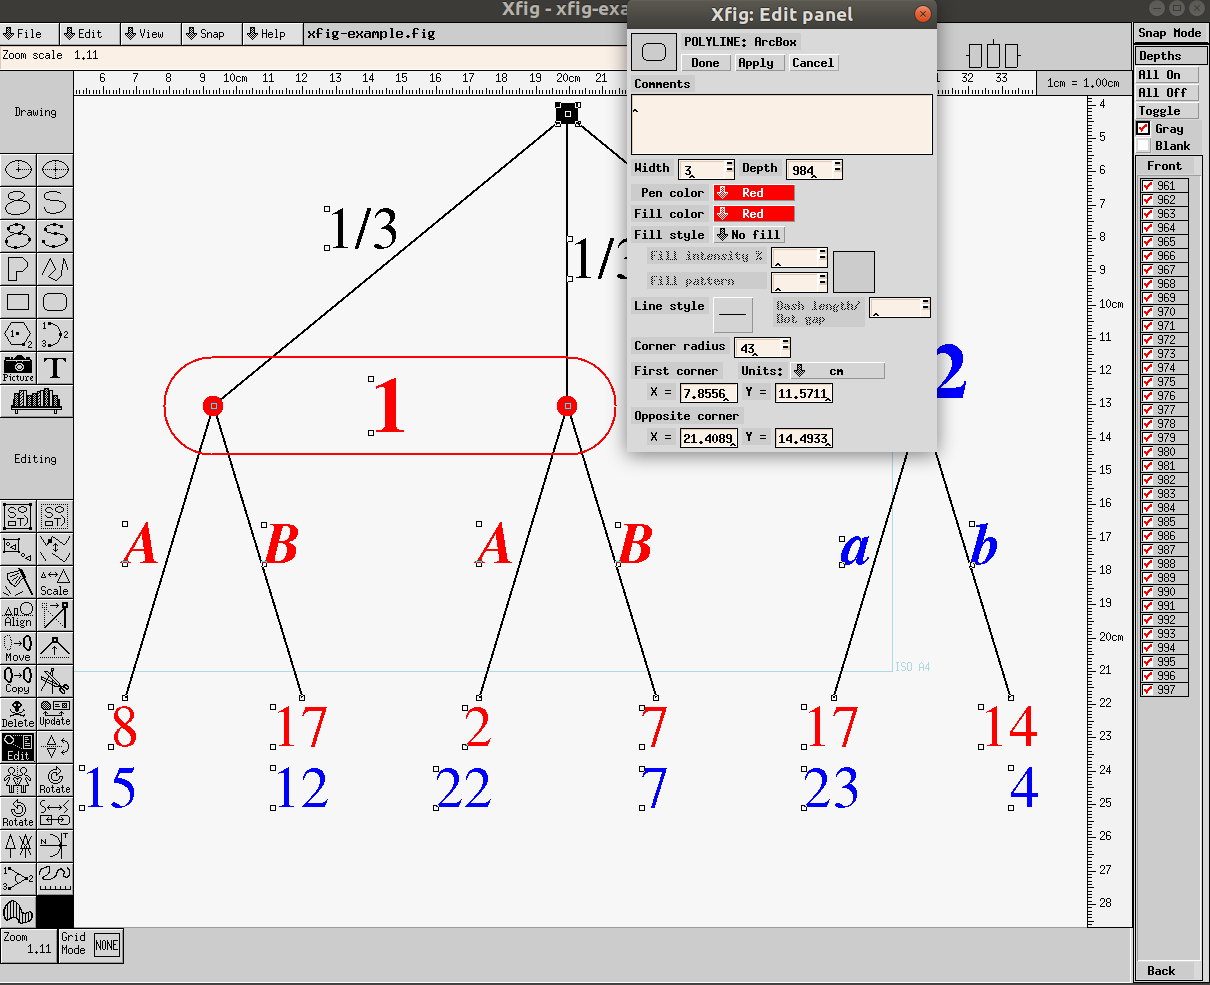 Xfig - xfig-exa
Xfig: Edit panel
File Edit View Snap Help xfig-example.fig
Zoom scale 1.11
Snap Mode
Depths
All On
All Off
Toggle
Gray
Blank
Front
961
962
963
964
965
966
967
968
969
970
971
972
973
974
975
976
977
978
979
980
981
982
983
984
985
986
987
988
989
990
991
992
993
994
995
996
997
Back
6 7 8 9 10cm 11 12 13 14 15 16 17 18 19 20cm 21 31 32 33
1cm = 1.00cm
4
5
6
7
8
9
10cm
11
12
13
14
15
16
17
18
19
20cm
21
22
23
24
25
26
27
28
POLYLINE: ArcBox
Done Apply Cancel
Comments
Width 3 Depth 984
Pen color Red
Fill color Red
Fill style No fill
Fill intensity %
Fill pattern
Line style Dash length/
Dot gap
Corner radius 43
First corner Units: cm
X = 7.8556 Y = 11.5711
Opposite corner
X = 21.4089 Y = 14.4933
Drawing
Picture T
Editing
Scale
Align
Move
Copy
Delete Update
Edit
Rotate
Rotate
N T
Zoom
1.11
Grid
Mode NONE
1/3 1/3
1 2
A B A B a b
ISO A4
8 17 2 7 17 14
15 12 22 7 23 4